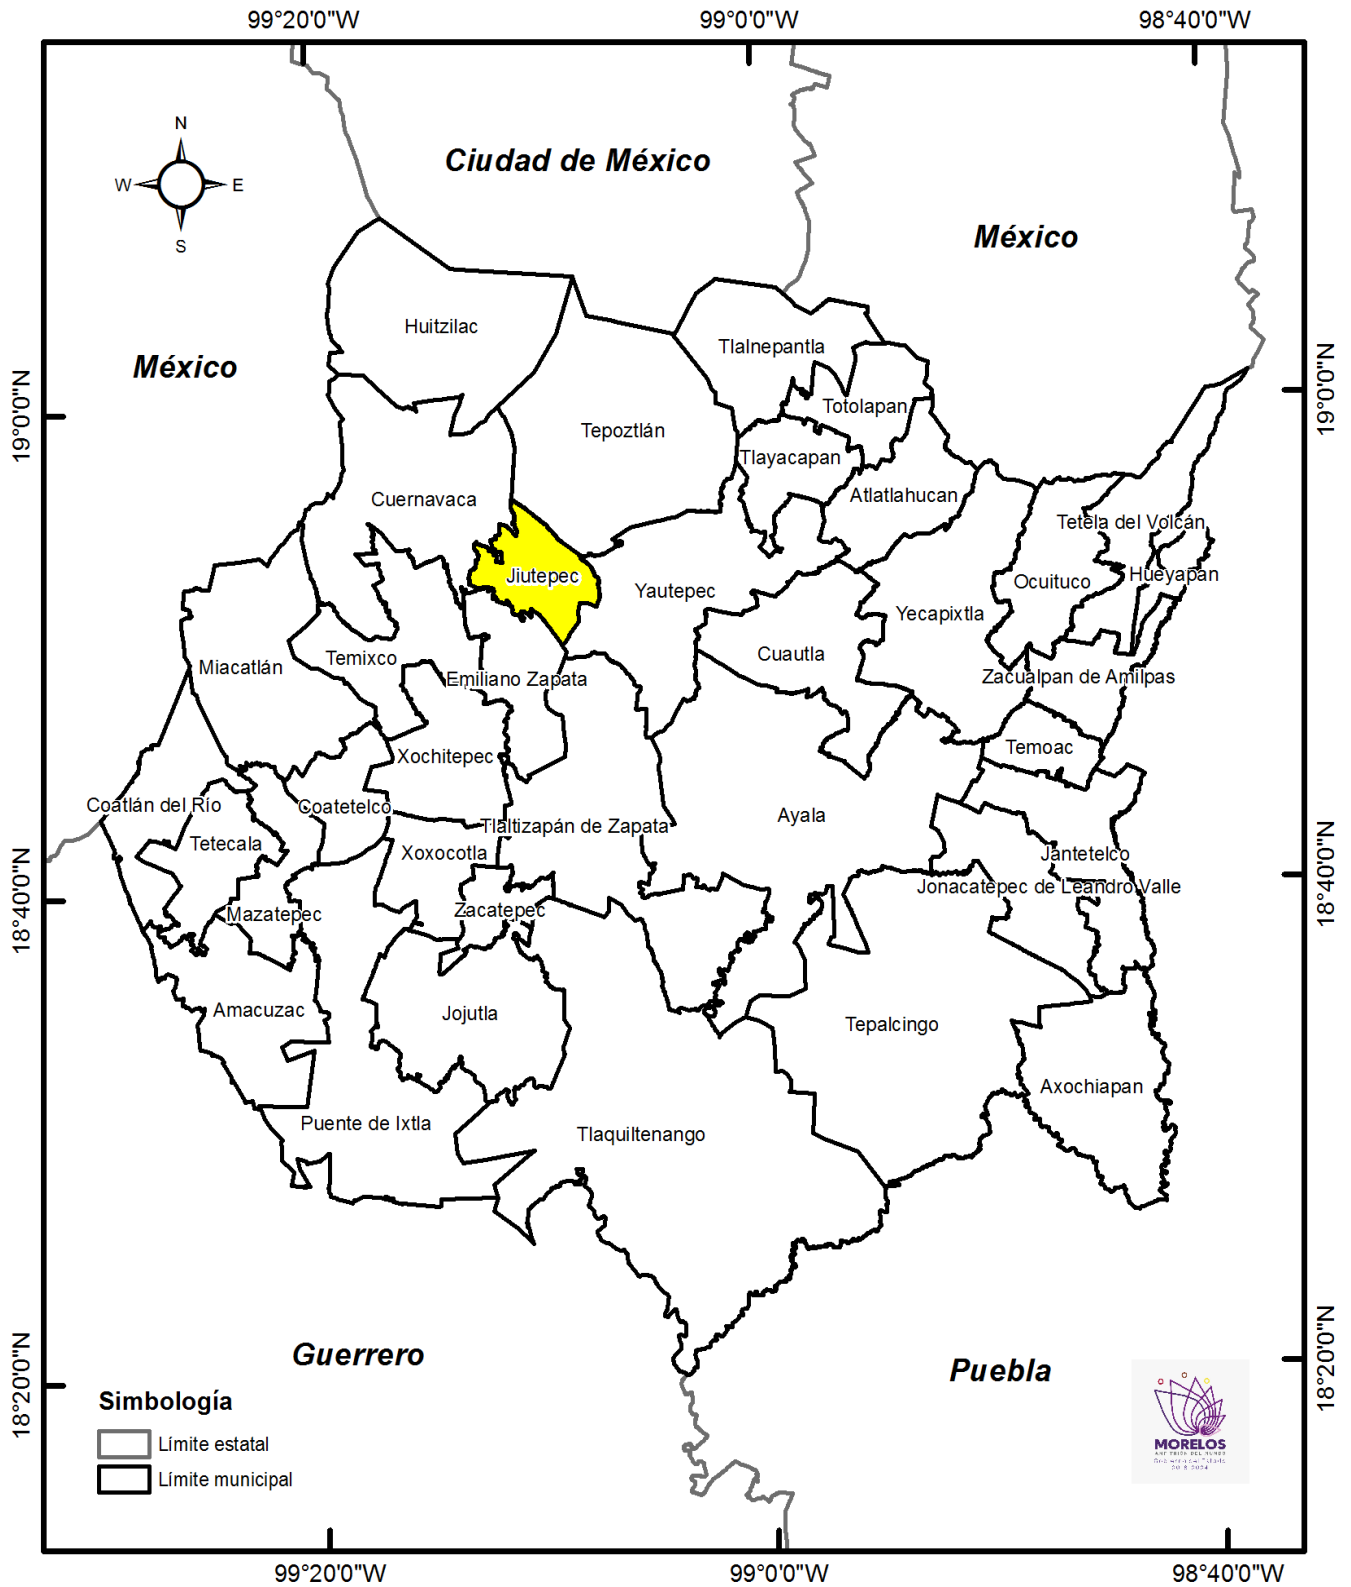 99°20'0"W
99°0'0"W
98°40'0"W
N
W
E
S
Ciudad de México
México
México
19°0'0"N
19°0'0"N
Huitzilac
Tlalnepantla
Totolapan
Tepoztlán
Tlayacapan
Cuernavaca
Atlatlahucan
Tetela del Volcán
Jiutepec
Hueyapan
Ocuituco
Yautepec
Yecapixtla
Cuautla
Temixco
Miacatlán
Emiliano Zapata
Zacualpan de Amilpas
Temoac
Xochitepec
Coatlán del Río
Coatetelco
Ayala
Tlaltizapán de Zapata
Tetecala
Xoxocotla
Jantetelco
Jonacatepec de Leandro Valle
18°40'0"N
18°40'0"N
Zacatepec
Mazatepec
Amacuzac
Jojutla
Tepalcingo
Axochiapan
Puente de Ixtla
Tlaquiltenango
Guerrero
Puebla
18°20'0"N
18°20'0"N
Simbología
Límite estatal
Límite municipal
MORELOS
99°20'0"W
99°0'0"W
98°40'0"W